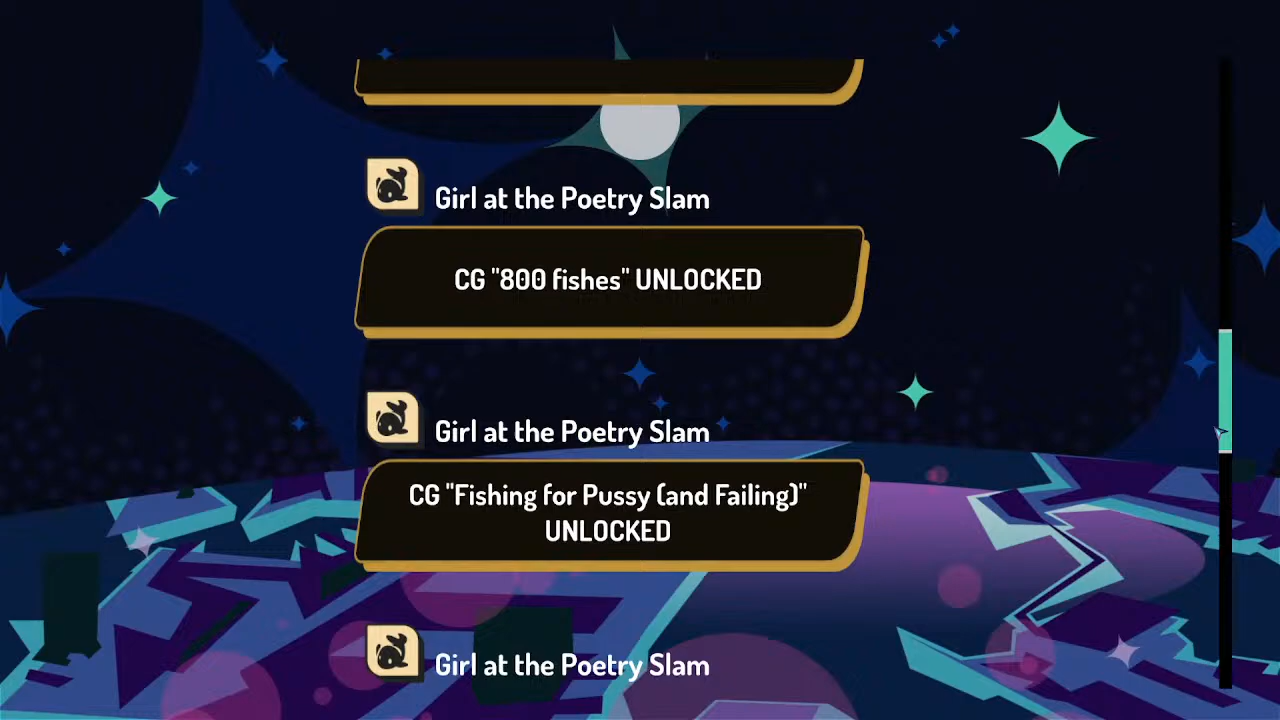 Girl at the Poetry Slam
CG "800 fishes" UNLOCKED
Girl at the Poetry Slam
CG "Fishing for Pussy (and Failing)"
UNLOCKED
Girl at the Poetry Slam